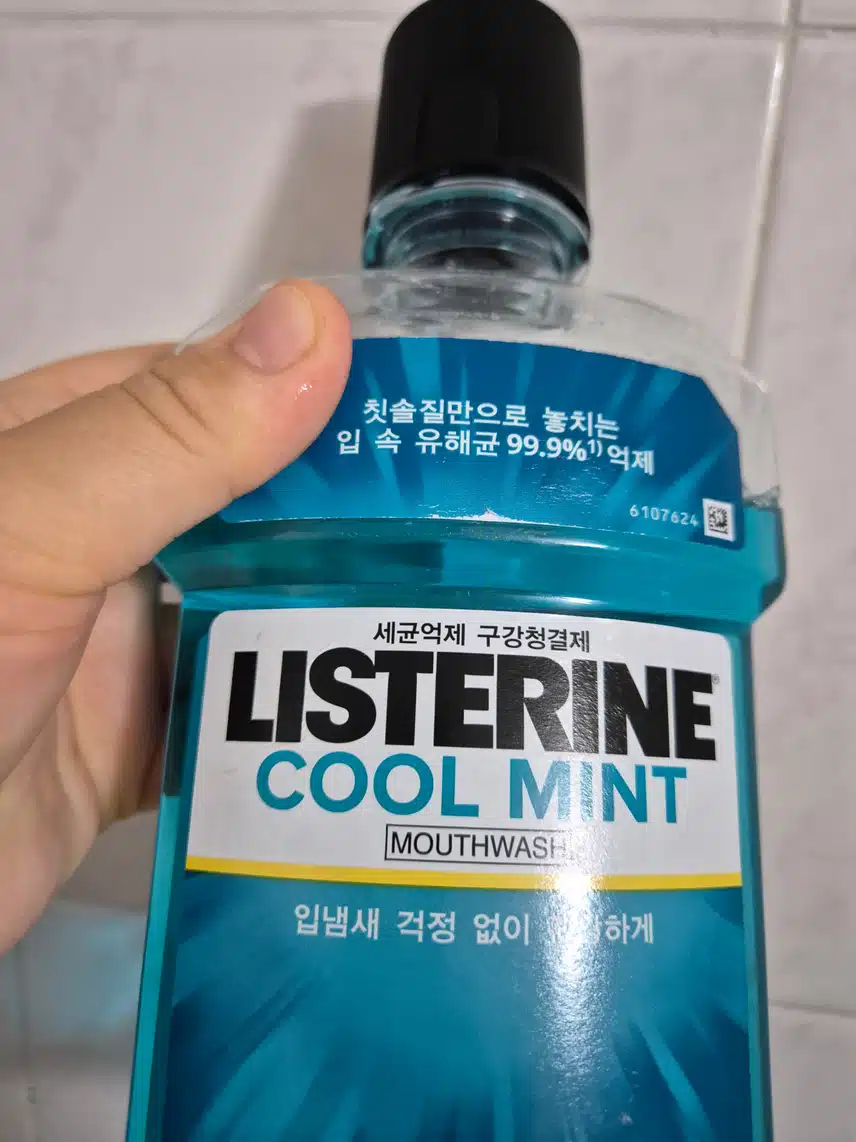 칫솔질만으로 놓치는
입 속 유해균 99.9%¹⁾ 억제
6107624
세균억제 구강청결제
LISTERINE®
COOL MINT
MOUTHWASH
입냄새 걱정 없이